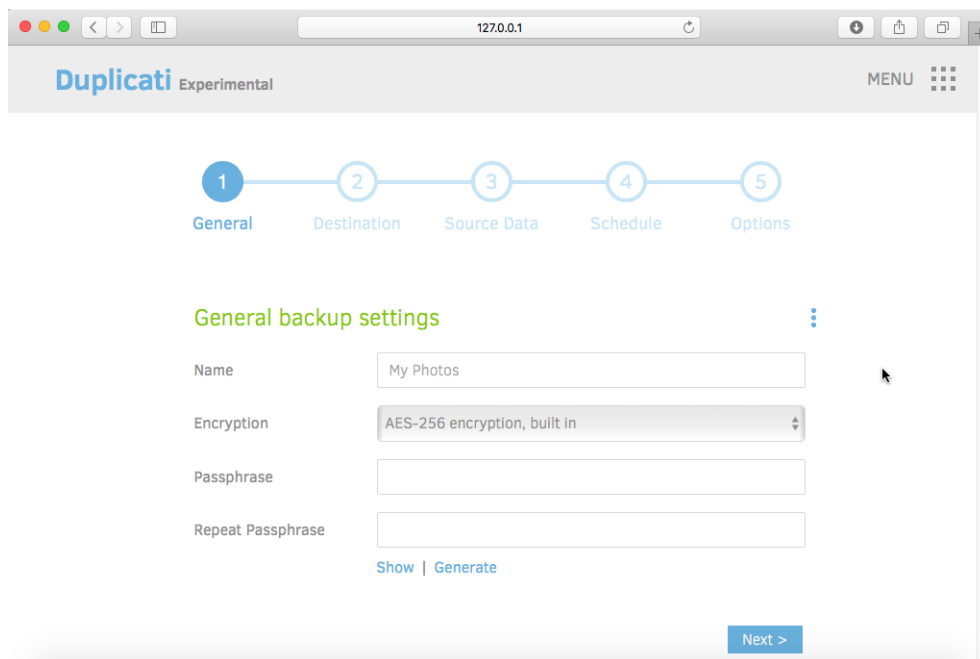 127.0.0.1
Duplicati Experimental
MENU
1 2 3 4 5
General Destination Source Data Schedule Options
General backup settings
Name My Photos
Encryption AES-256 encryption, built in
Passphrase
Repeat Passphrase
Show | Generate
Next >